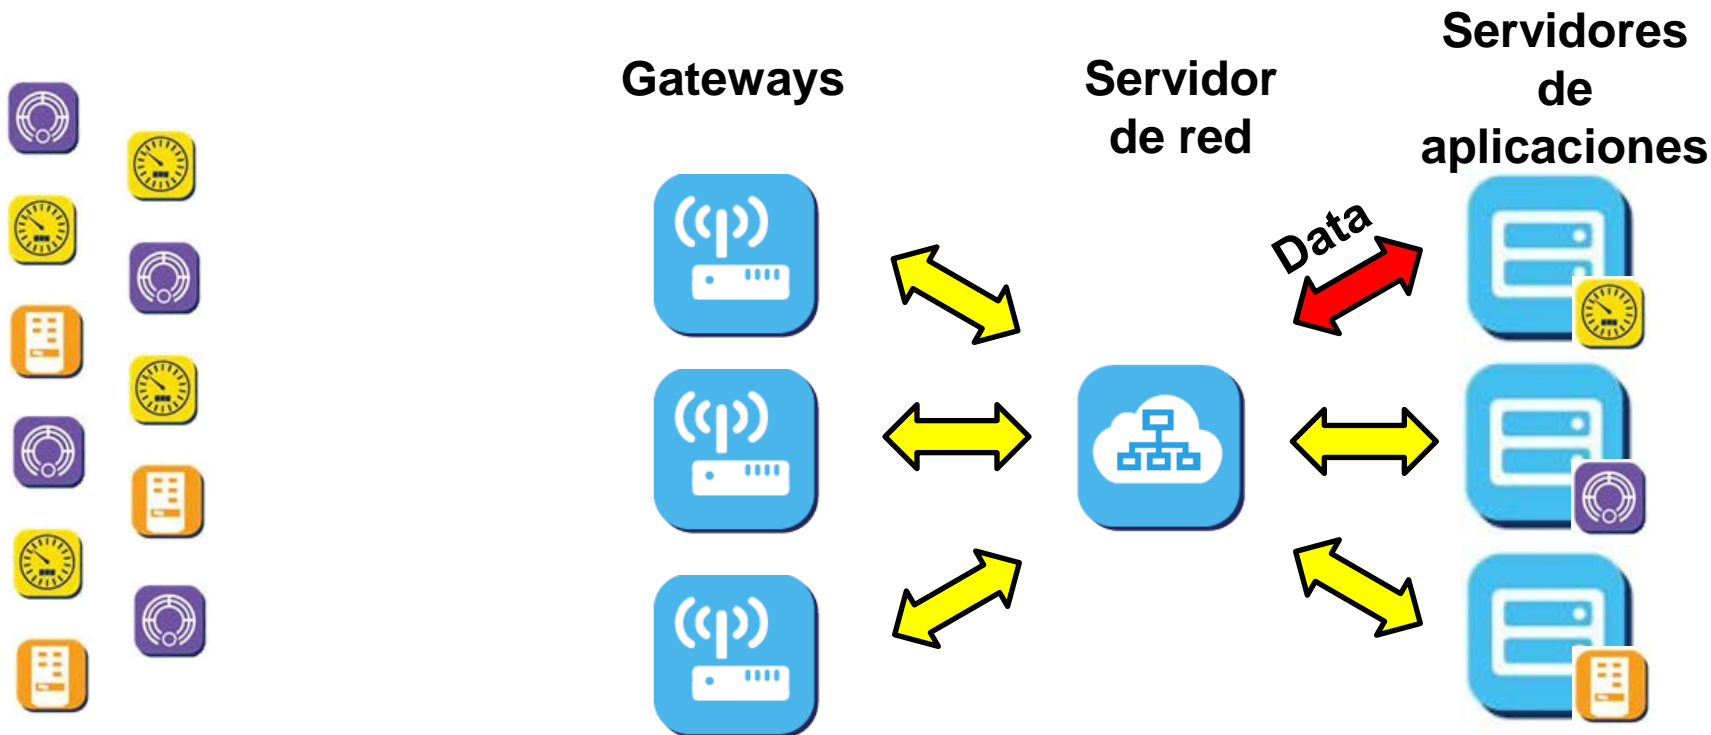 Gateways
Servidor
de red
Servidores
de
aplicaciones
Data